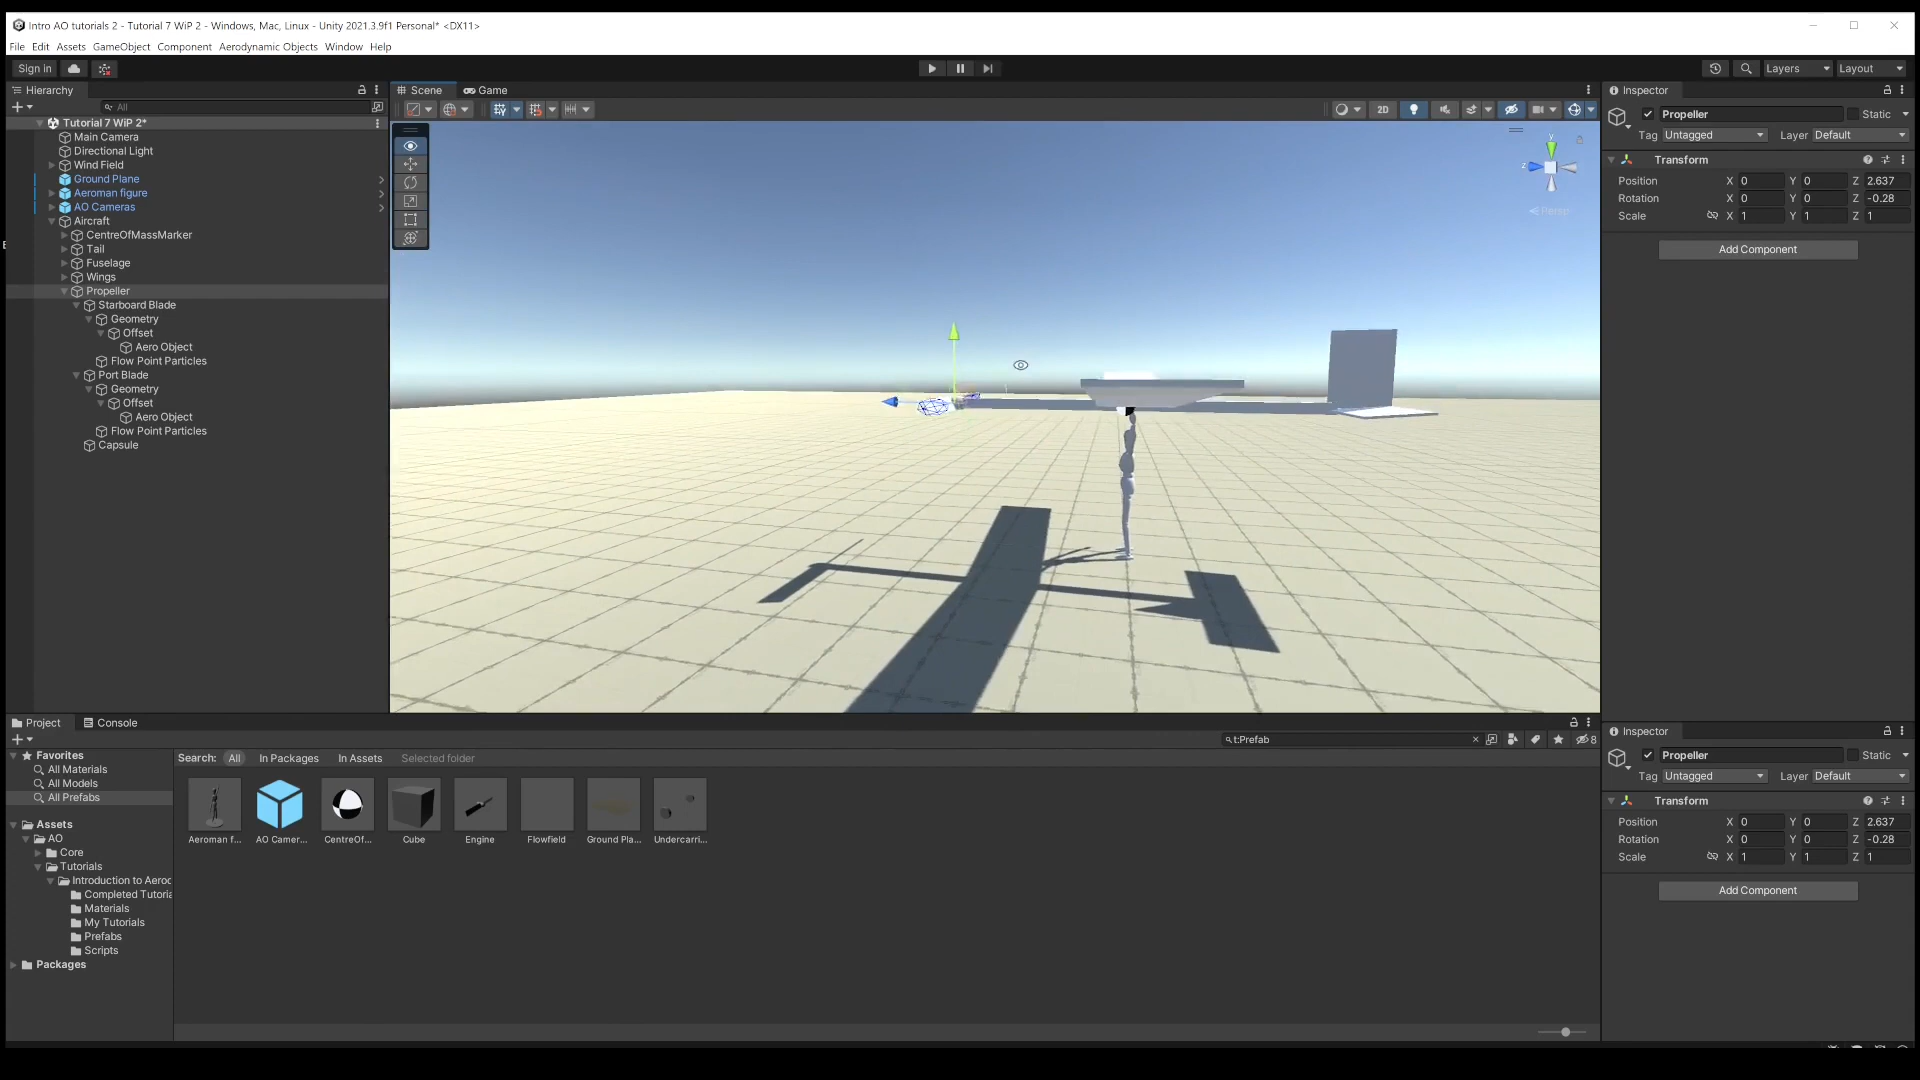 Intro AO tutorials 2 - Tutorial 7 WiP 2 - Windows, Mac, Linux - Unity 2021.3.9f1 Personal* <DX11>
File Edit Assets GameObject Component Aerodynamic Objects Window Help
Sign in
Layers
Layout
Hierarchy
All
Tutorial 7 WiP 2*
Main Camera
Directional Light
Wind Field
Ground Plane
Aeroman figure
AO Cameras
Aircraft
CentreOfMassMarker
Tail
Fuselage
Wings
Propeller
Starboard Blade
Geometry
Offset
Aero Object
Flow Point Particles
Port Blade
Geometry
Offset
Aero Object
Flow Point Particles
Capsule
Scene Game
2D
y
z
Persp
Inspector
Propeller Static
Tag Untagged Layer Default
Transform
Position X 0 Y 0 Z 2.637
Rotation X 0 Y 0 Z -0.28
Scale X 1 Y 1 Z 1
Add Component
Project Console
t:Prefab
8
Favorites
All Materials
All Models
All Prefabs
Assets
AO
Core
Tutorials
Introduction to Aeroc
Completed Tutoria
Materials
My Tutorials
Prefabs
Scripts
Packages
Search: All In Packages In Assets Selected folder
Aeroman f... AO Camer... CentreOf... Cube Engine Flowfield Ground Pla... Undercarri...
Inspector
Propeller Static
Tag Untagged Layer Default
Transform
Position X 0 Y 0 Z 2.637
Rotation X 0 Y 0 Z -0.28
Scale X 1 Y 1 Z 1
Add Component